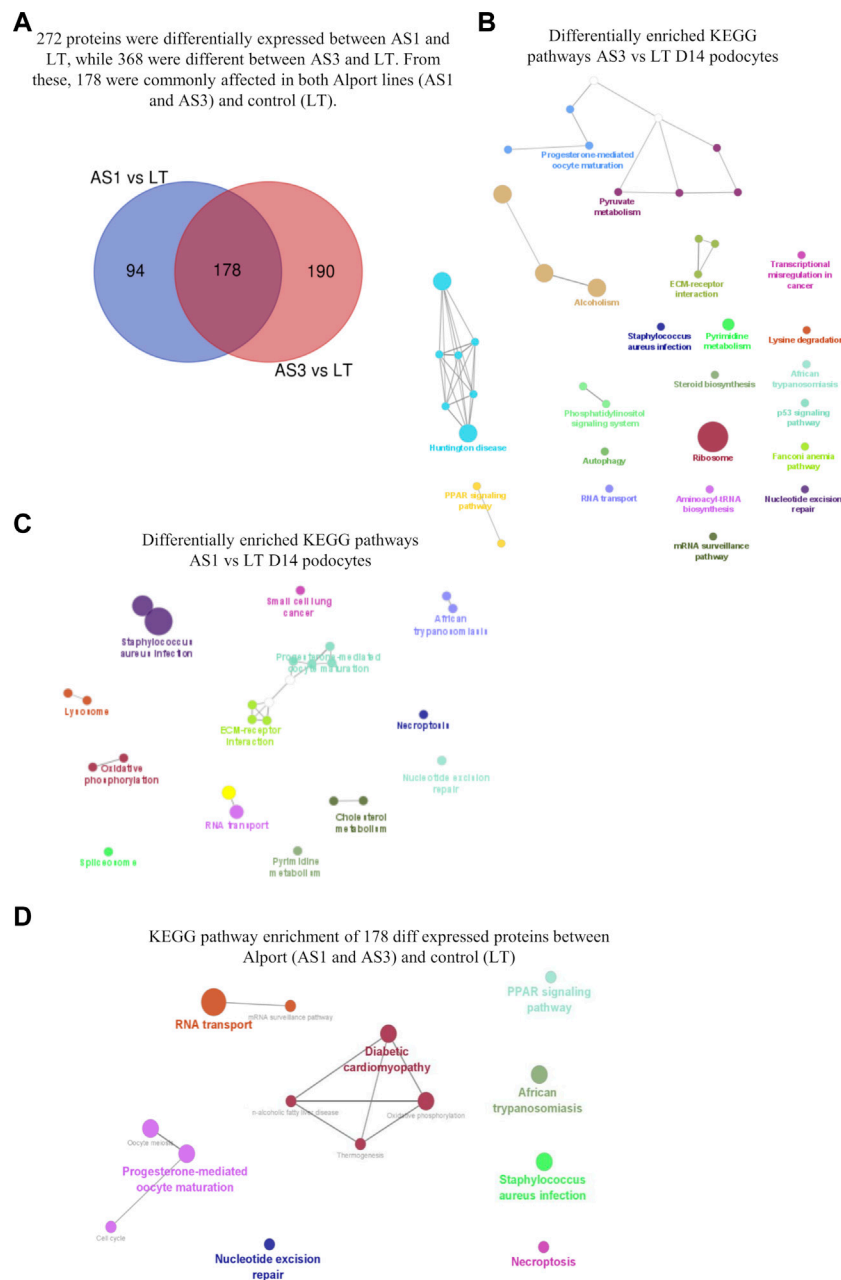 A
272 proteins were differentially expressed between AS1 and
LT, while 368 were different between AS3 and LT. From
these, 178 were commonly affected in both Alport lines (AS1
and AS3) and control (LT).
AS1 vs LT
94
178
190
AS3 vs LT
B
Differentially enriched KEGG
pathways AS3 vs LT D14 podocytes
Progesterone-mediated
oocyte maturation
Pyruvate
metabolism
Alcoholism
ECM-receptor
interaction
Transcriptional
misregulation in
cancer
Staphylococcus
aureus infection
Pyrimidine
metabolism
Lysine degradation
Steroid biosynthesis
African
trypanosomiasis
Phosphatidylinositol
signaling system
p53 signaling
pathway
Huntington disease
Autophagy
Ribosome
Fanconi anemia
pathway
PPAR signaling
pathway
RNA transport
Aminoacyl-tRNA
biosynthesis
Nucleotide excision
repair
mRNA surveillance
pathway
C
Differentially enriched KEGG pathways
AS1 vs LT D14 podocytes
Small cell lung
cancer
African
trypanosomiasis
Staphylococcus
aureus infection
Progesterone-mediated
oocyte maturation
Lysosome
ECM-receptor
interaction
Necroptosis
Oxidative
phosphorylation
Nucleotide excision
repair
RNA transport
Cholesterol
metabolism
Spliceosome
Pyrimidine
metabolism
D
KEGG pathway enrichment of 178 diff expressed proteins between
Alport (AS1 and AS3) and control (LT)
RNA transport
mRNA surveillance pathway
PPAR signaling
pathway
Diabetic
cardiomyopathy
n-alcoholic fatty liver disease
Oxidative phosphorylation
Thermogenesis
African
trypanosomiasis
Oocyte meiosis
Progesterone-mediated
oocyte maturation
Cell cycle
Staphylococcus
aureus infection
Nucleotide excision
repair
Necroptosis